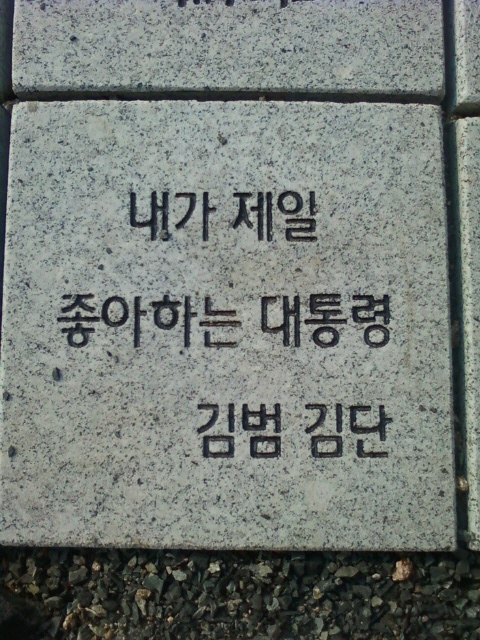 내가 제일
좋아하는 대통령
김범 김단